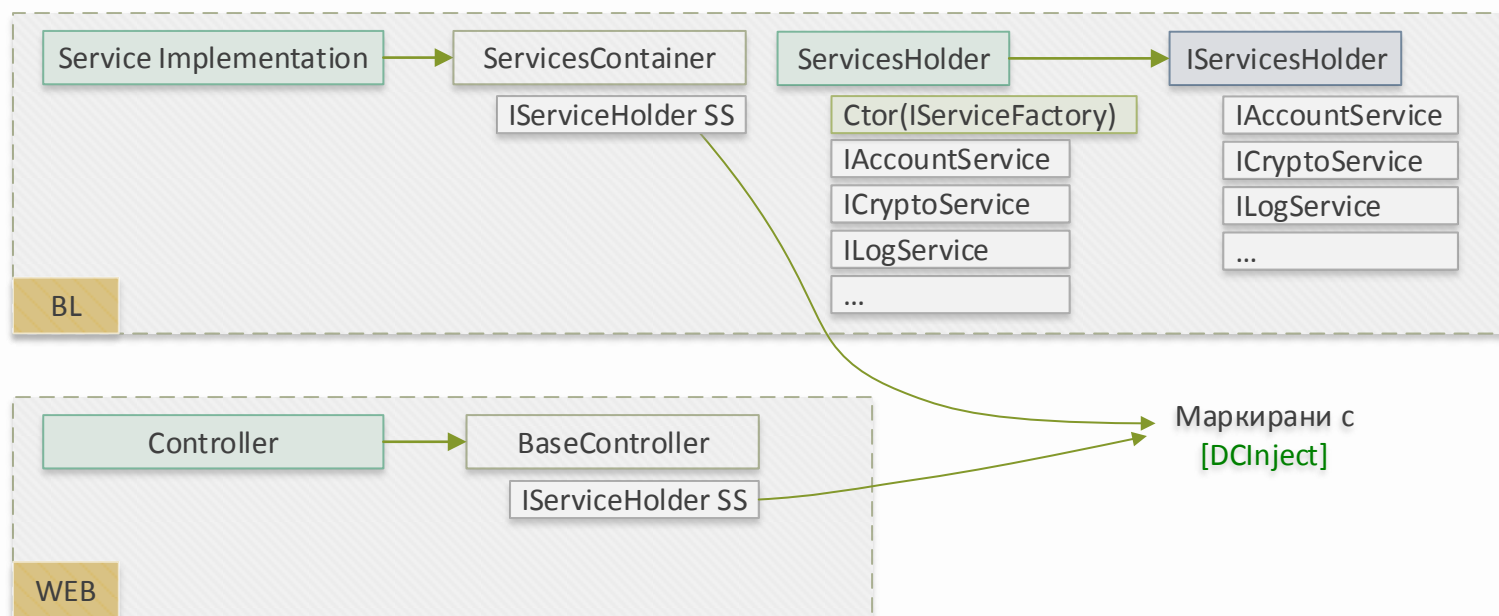 Service Implementation
ServicesContainer
IServiceHolder SS
ServicesHolder
Ctor(IServiceFactory)
IAccountService
ICryptoService
ILogService
...
IServicesHolder
IAccountService
ICryptoService
ILogService
...
BL
Controller
BaseController
IServiceHolder SS
WEB
Маркирани с
[DCInject]